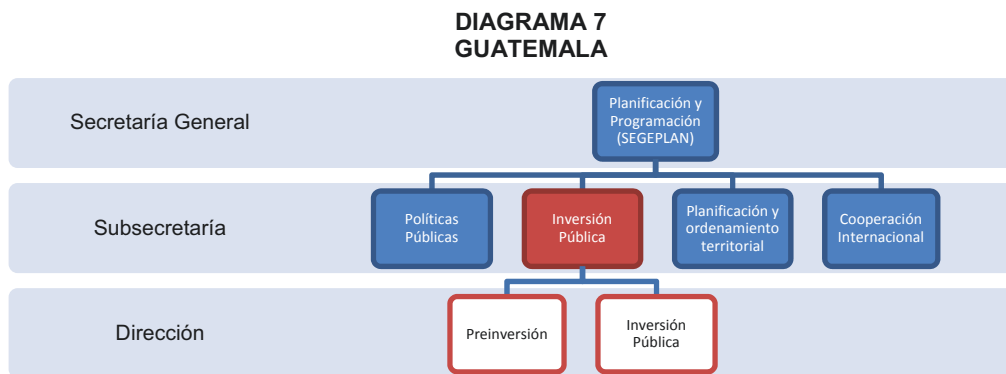 DIAGRAMA 7
GUATEMALA
Secretaría General
Planificación y
Programación
(SEGEPLAN)
Subsecretaría
Políticas
Públicas
Inversión
Pública
Planificación y
ordenamiento
territorial
Cooperación
Internacional
Dirección
Preinversión
Inversión
Pública